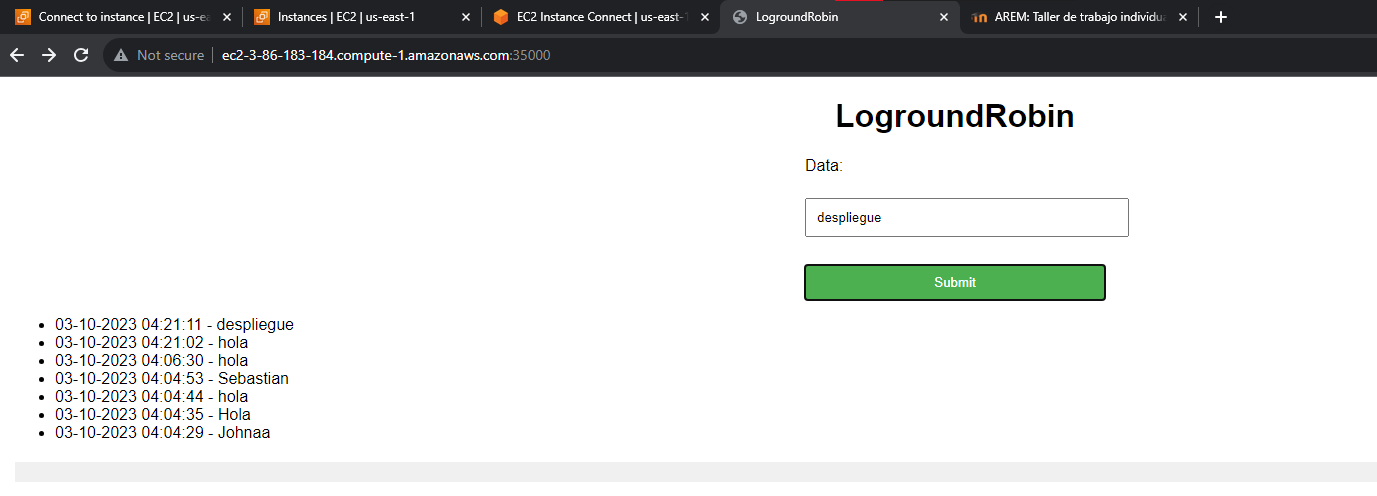 Connect to instance | EC2 | us-ea
Instances | EC2 | us-east-1
EC2 Instance Connect | us-east-1
LogroundRobin
AREM: Taller de trabajo individua
Not secure
ec2-3-86-183-184.compute-1.amazonaws.com:35000
LogroundRobin
Data:
despliegue
Submit
03-10-2023 04:21:11 - despliegue
03-10-2023 04:21:02 - hola
03-10-2023 04:06:30 - hola
03-10-2023 04:04:53 - Sebastian
03-10-2023 04:04:44 - hola
03-10-2023 04:04:35 - Hola
03-10-2023 04:04:29 - Johnaa